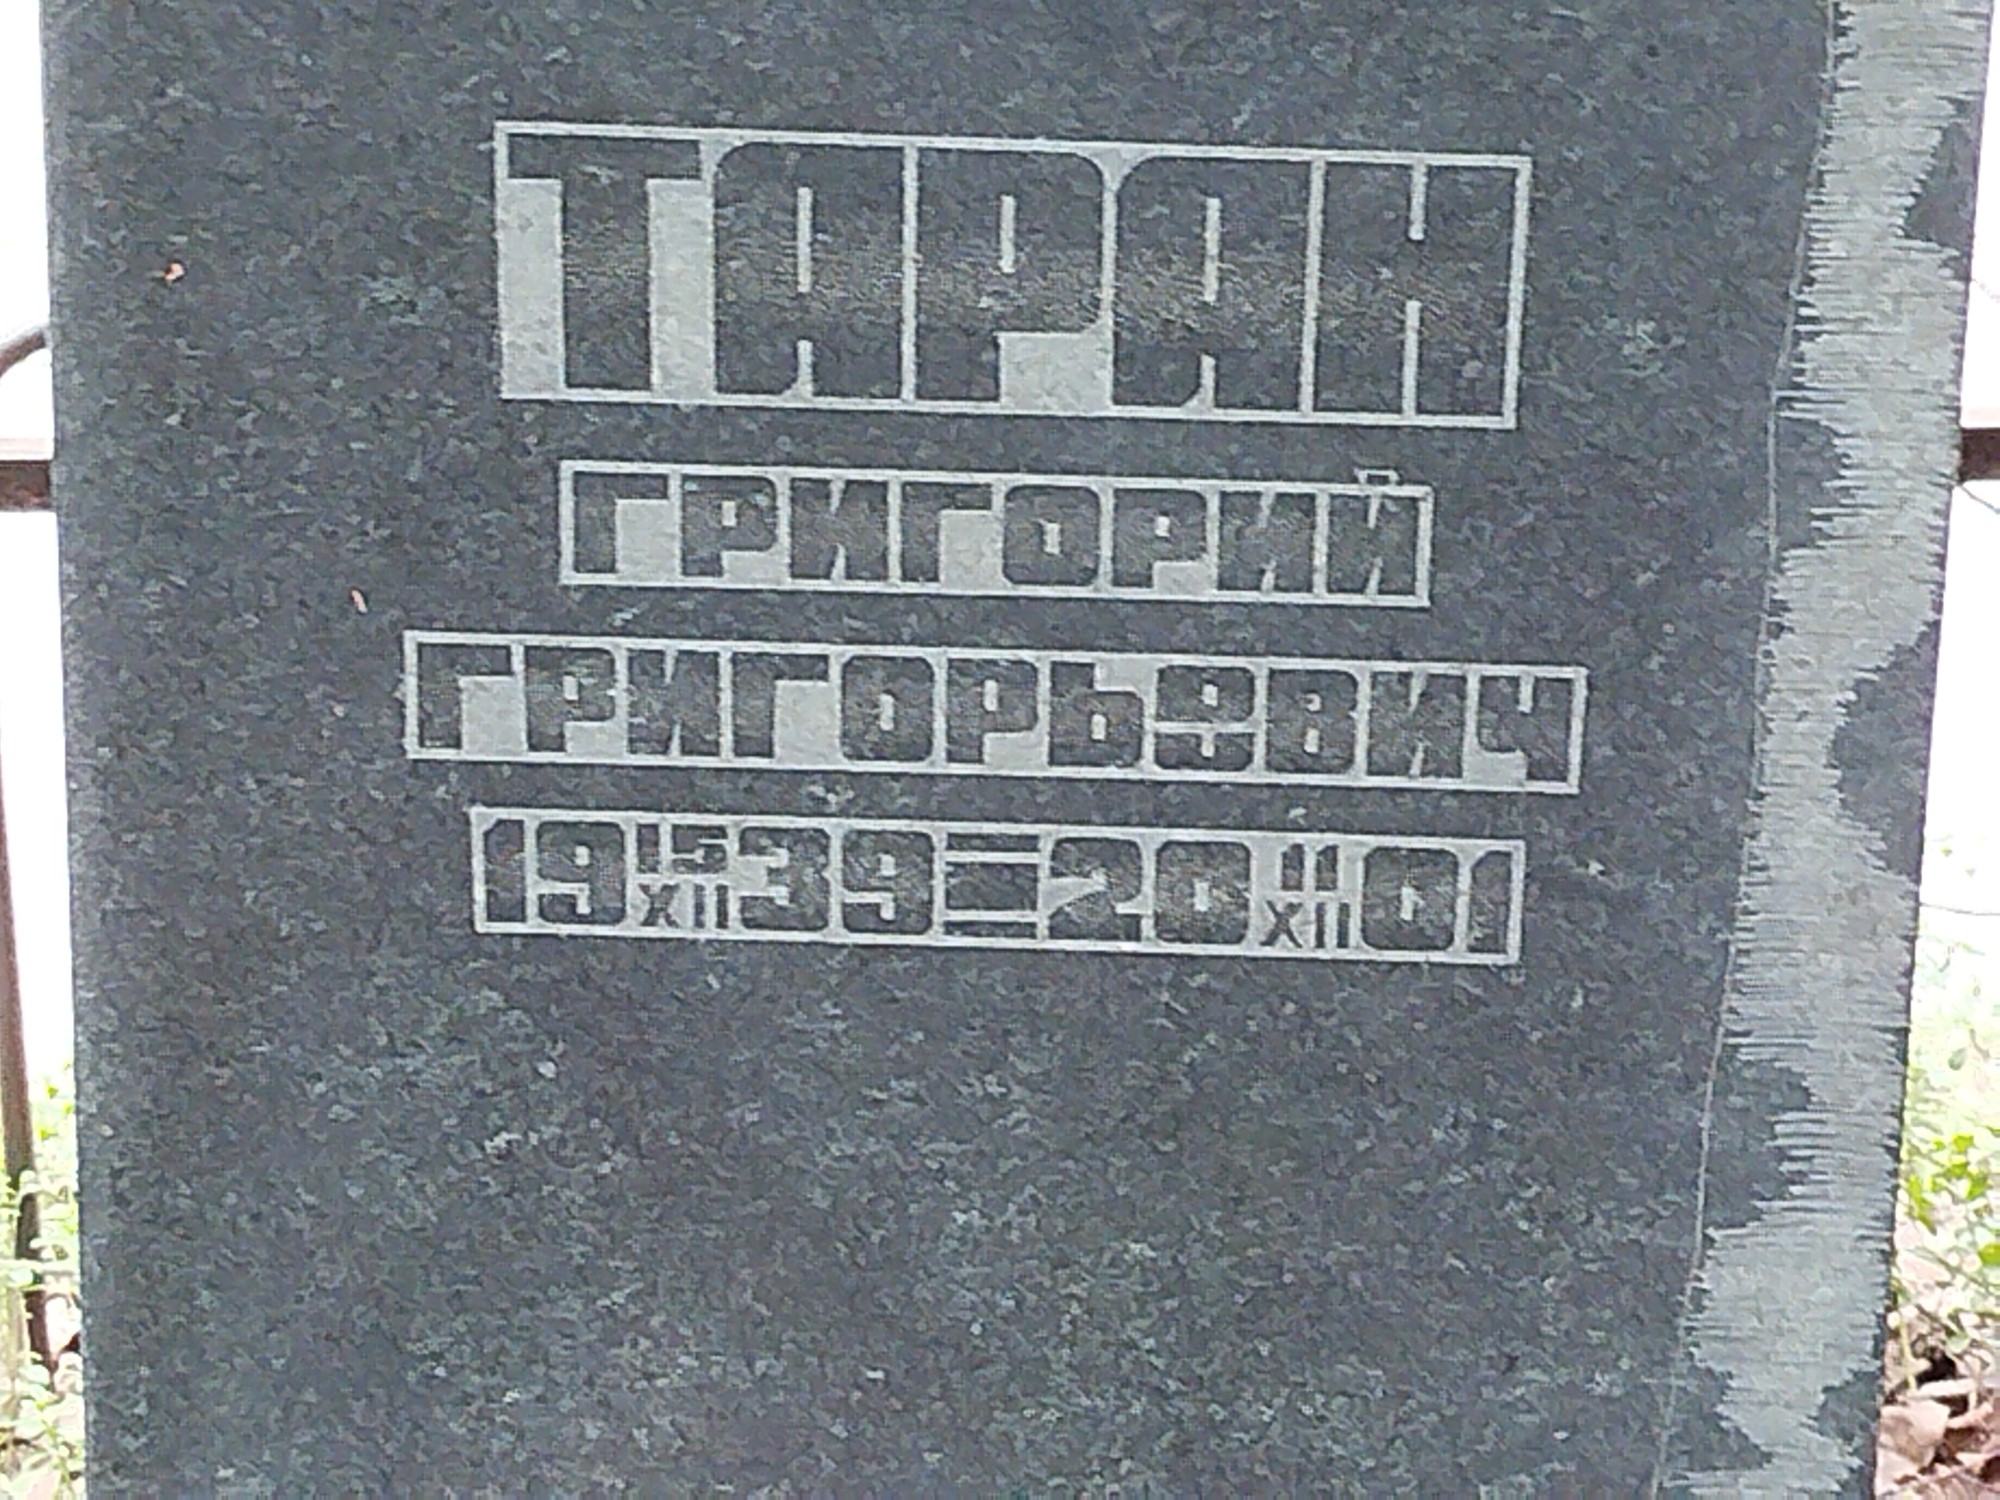 ТАРАН
ГРИГОРИЙ
ГРИГОРЬЕВИЧ
19 15 XII 39 = 20 11 XII 01